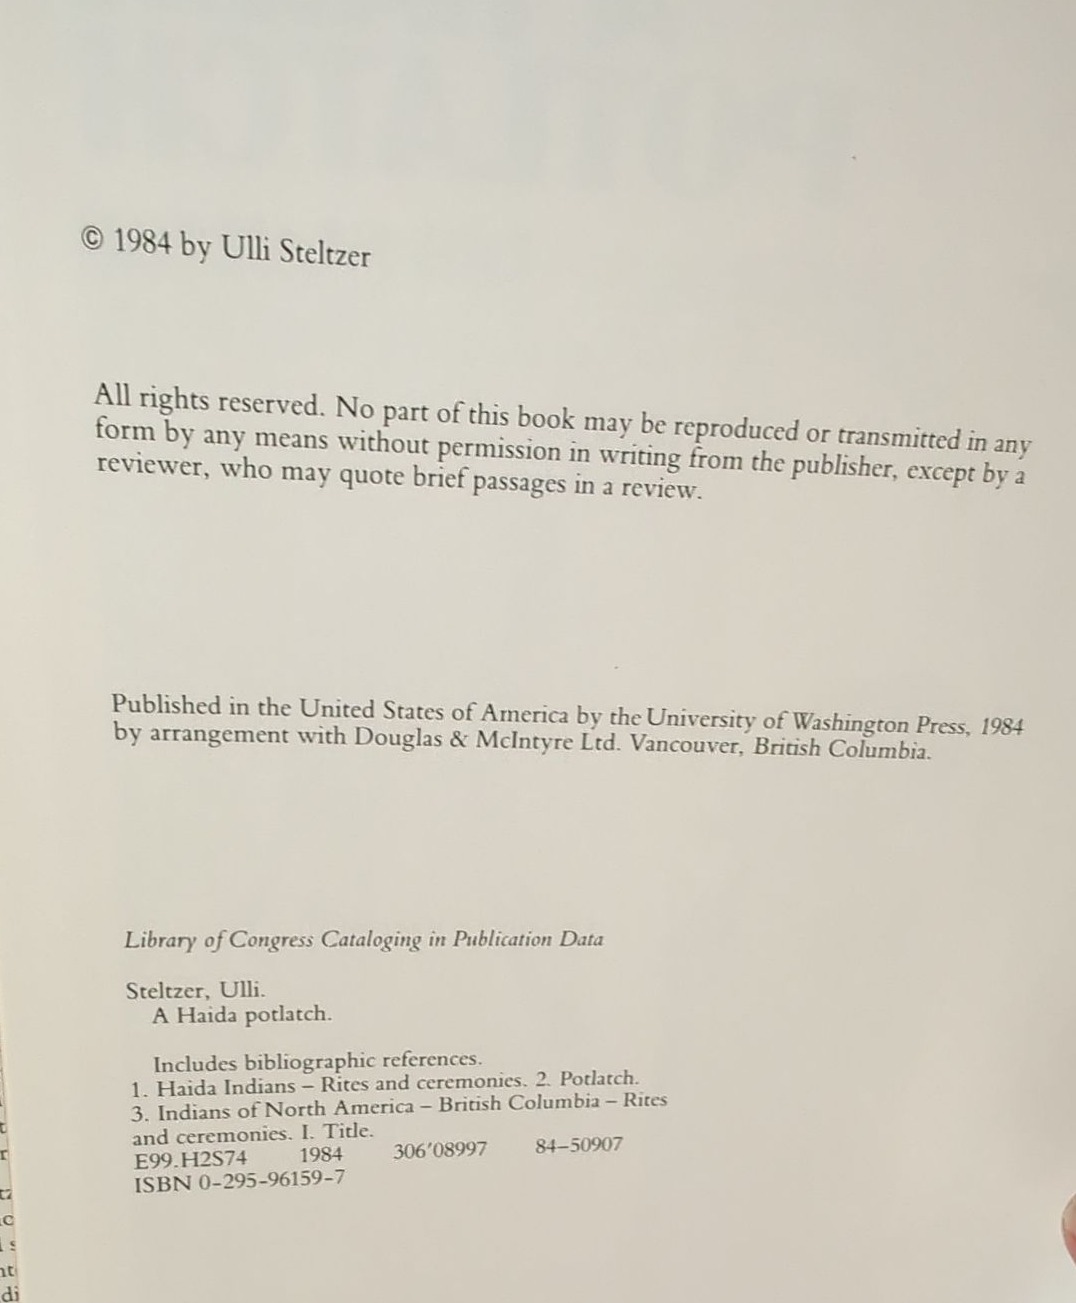 © 1984 by Ulli Steltzer
All rights reserved. No part of this book may be reproduced or transmitted in any
form by any means without permission in writing from the publisher, except by a
reviewer, who may quote brief passages in a review.
Published in the United States of America by the University of Washington Press, 1984
by arrangement with Douglas & McIntyre Ltd. Vancouver, British Columbia.
Library of Congress Cataloging in Publication Data
Steltzer, Ulli.
A Haida potlatch.
Includes bibliographic references.
1. Haida Indians – Rites and ceremonies. 2. Potlatch.
3. Indians of North America – British Columbia – Rites
and ceremonies. I. Title.
E99.H2S74 1984 306'08997 84–50907
ISBN 0-295-96159-7